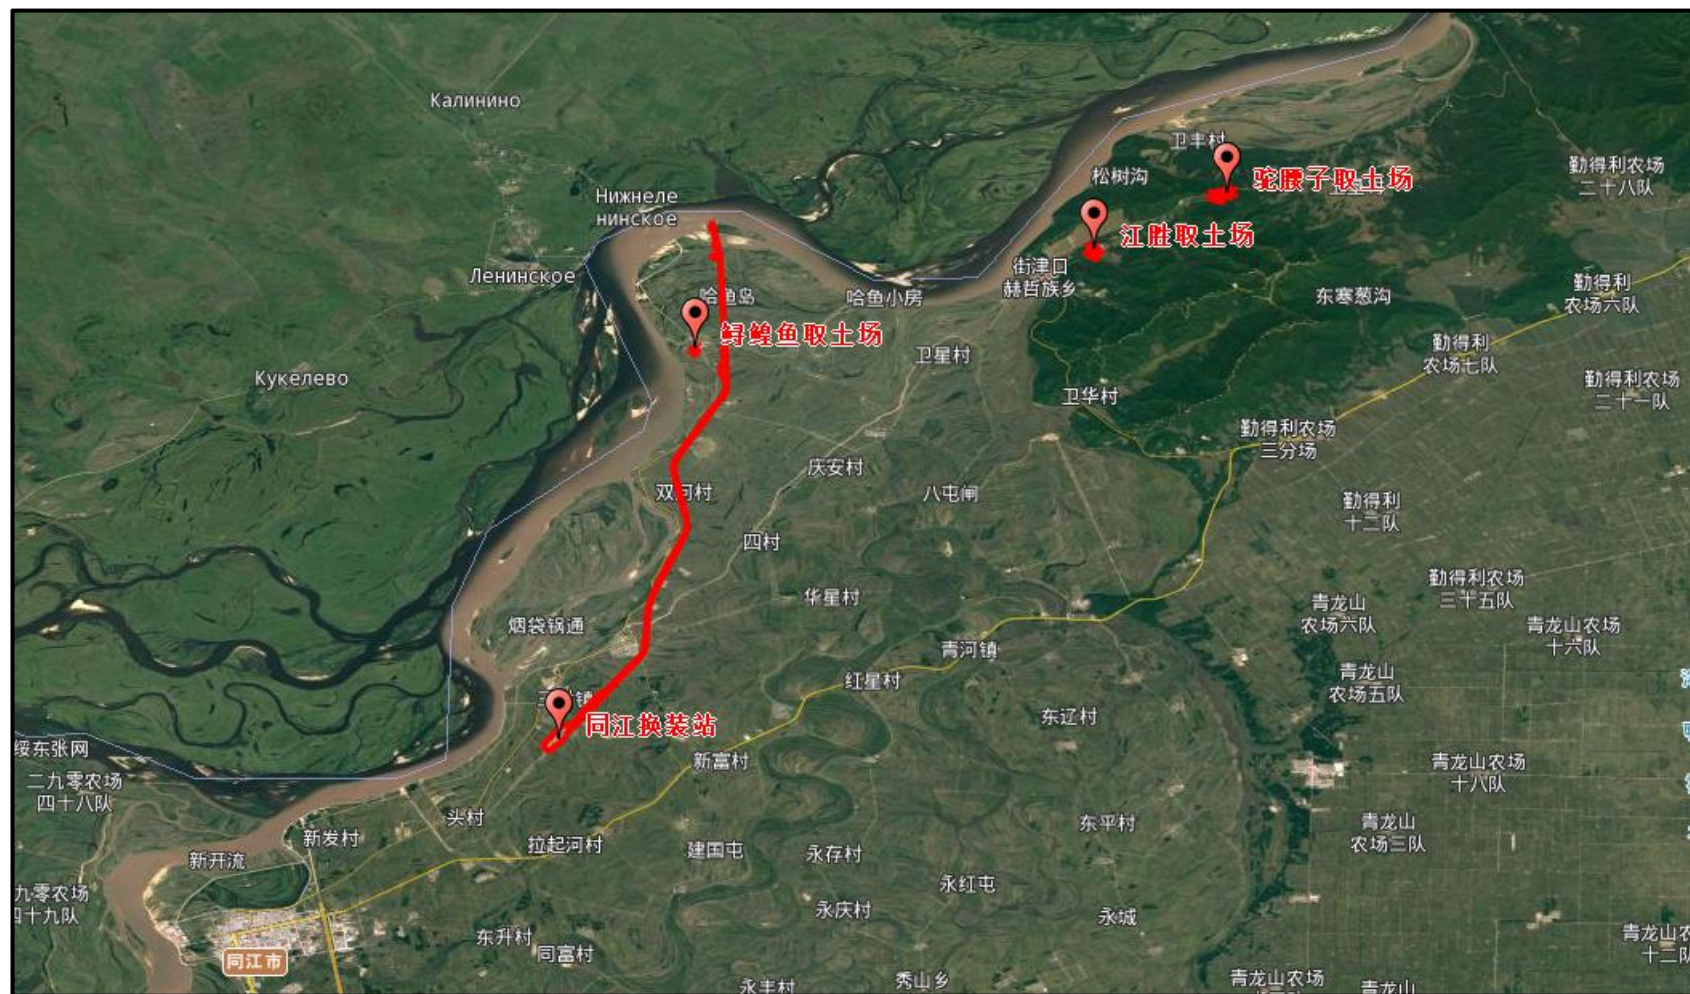 Калинино
卫丰村
松树沟
驼腰子取土场
勤得利农场
二十八队
Нижнеле
нинское
江胜取土场
Ленинское
街津口
赫哲族乡
哈鱼岛
哈鱼小房
东寒葱沟
勤得利
农场六队
鲟鳇鱼取土场
卫星村
勤得利
农场七队
Кукелево
卫华村
勤得利农场
二十一队
勤得利农场
三分场
庆安村
双河村
八屯闸
勤得利
十二队
四村
华星村
勤得利农场
三十五队
烟袋锅通
青龙山
农场六队
青龙山农场
十六队
青河镇
红星村
青龙山
农场五队
同江换装站
东辽村
绥东张网
新富村
二九零农场
四十八队
青龙山农场
十八队
头村
新发村
东平村
青龙山
农场三队
拉起河村
建国屯
永存村
新开流
九零农场
四十九队
永红屯
永庆村
永城
东升村
同富村
青龙山农
十二队
同江市
永丰村
秀山乡
青龙山农场
青龙山